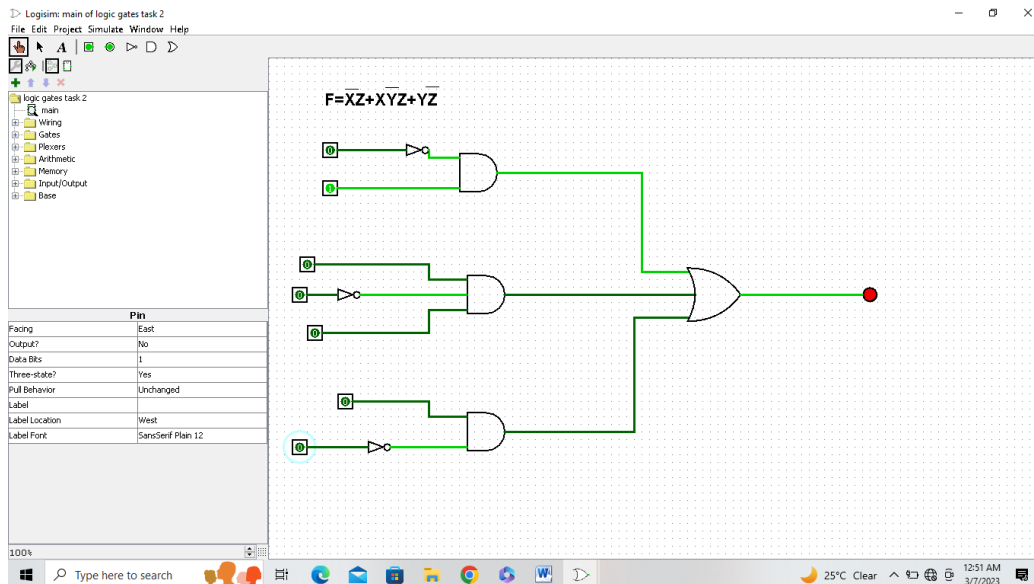 Logisim: main of logic gates task 2
File Edit Project Simulate Window Help
A
logic gates task 2
main
Wiring
Gates
Plexers
Arithmetic
Memory
Input/Output
Base
Pin
Facing East
Output? No
Data Bits 1
Three-state? Yes
Pull Behavior Unchanged
Label
Label Location West
Label Font SansSerif Plain 12
100%
F=X̅Z+XY̅Z+YZ̅
0
1
0
0
0
0
0
Type here to search
W
25°C Clear
12:51 AM
3/7/2023